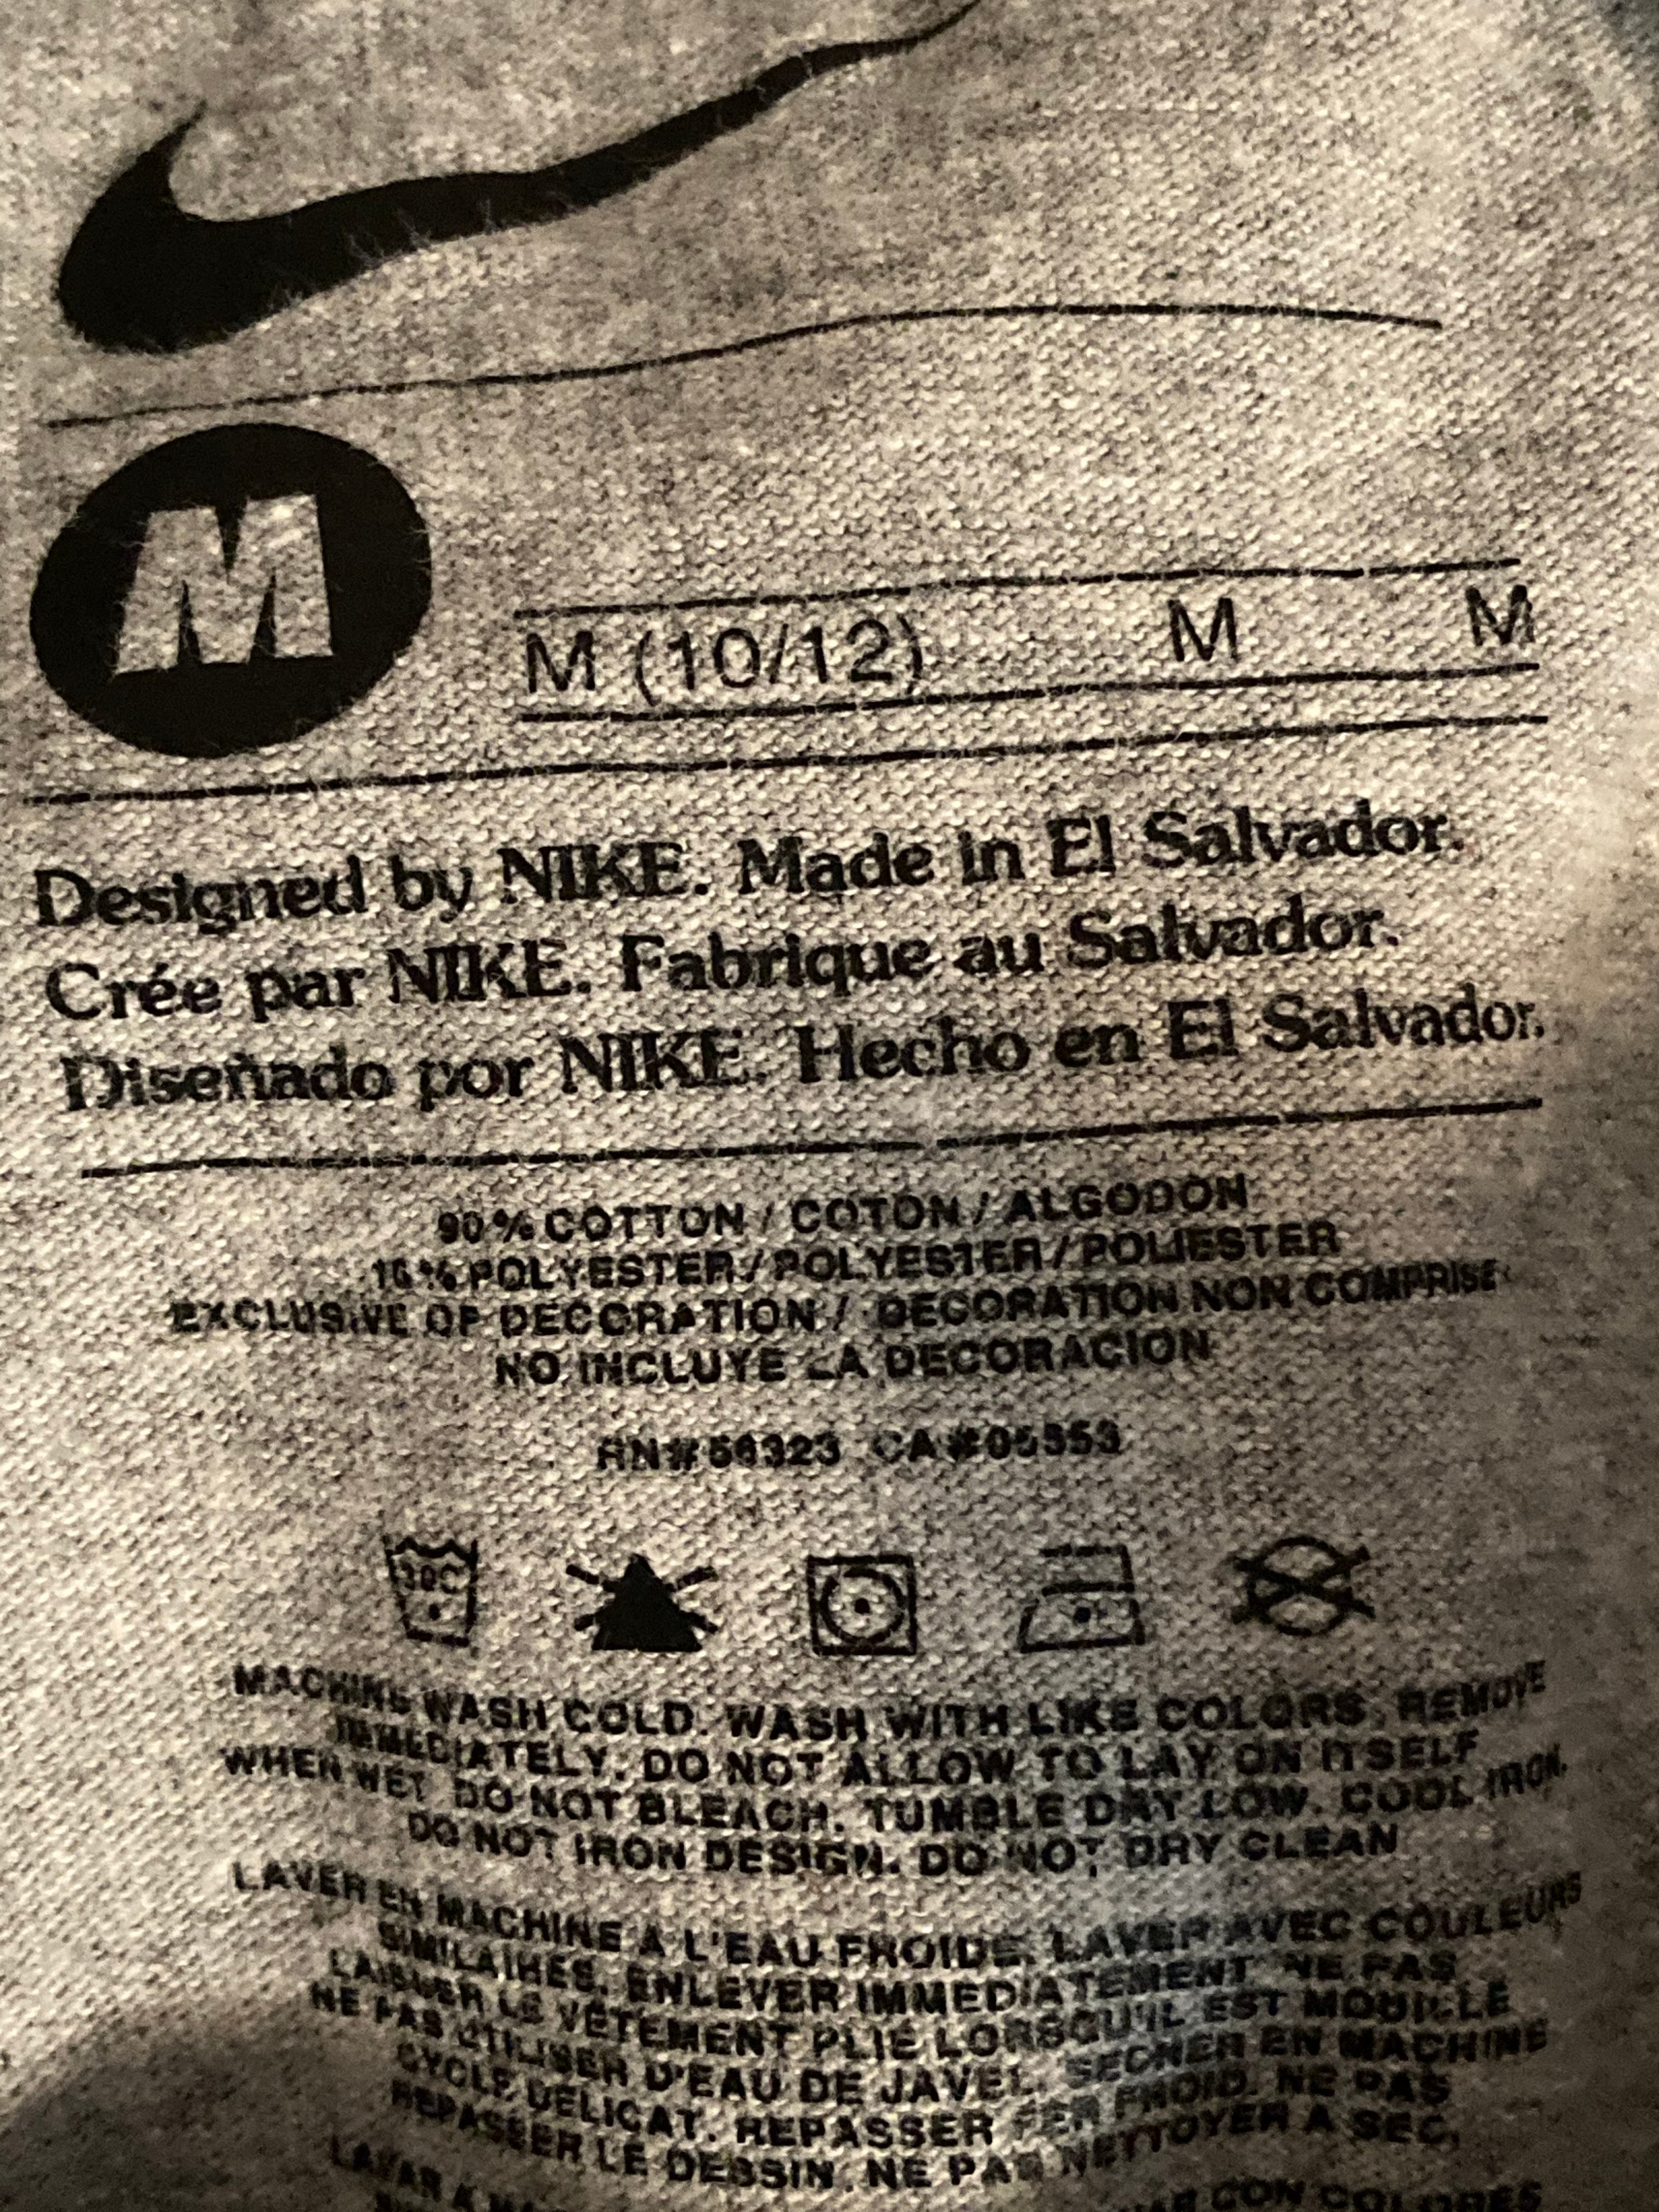 M
M (10/12) M M
Designed by NIKE. Made in El Salvador.
Crée par NIKE. Fabrique au Salvador.
Diseñado por NIKE. Hecho en El Salvador.
90% COTTON / COTON / ALGODON
10% POLYESTER / POLYESTER / POLIESTER
EXCLUSIVE OF DECORATION / DECORATION NON COMPRISE
NO INCLUYE LA DECORACION
RN#56323 CA#05553
30C
MACHINE WASH COLD. WASH WITH LIKE COLORS. REMOVE
IMMEDIATELY. DO NOT ALLOW TO LAY ON ITSELF
WHEN WET. DO NOT BLEACH. TUMBLE DRY LOW. COOL IRON.
DO NOT IRON DESIGN. DO NOT DRY CLEAN
LAVER EN MACHINE A L'EAU FROIDE. LAVER AVEC COULEURS
SIMILAIRES. ENLEVER IMMEDIATEMENT NE PAS
LAISSER LE VÊTEMENT PLIE LORSQU'IL EST MOUILLE
NE PAS UTILISER D'EAU DE JAVEL. SECHER EN MACHINE
CYCLE DELICAT. REPASSER FER FROID. NE PAS
REPASSER LE DESSIN. NE PAS NETTOYER A SEC.
LAVAR A CON COLORES